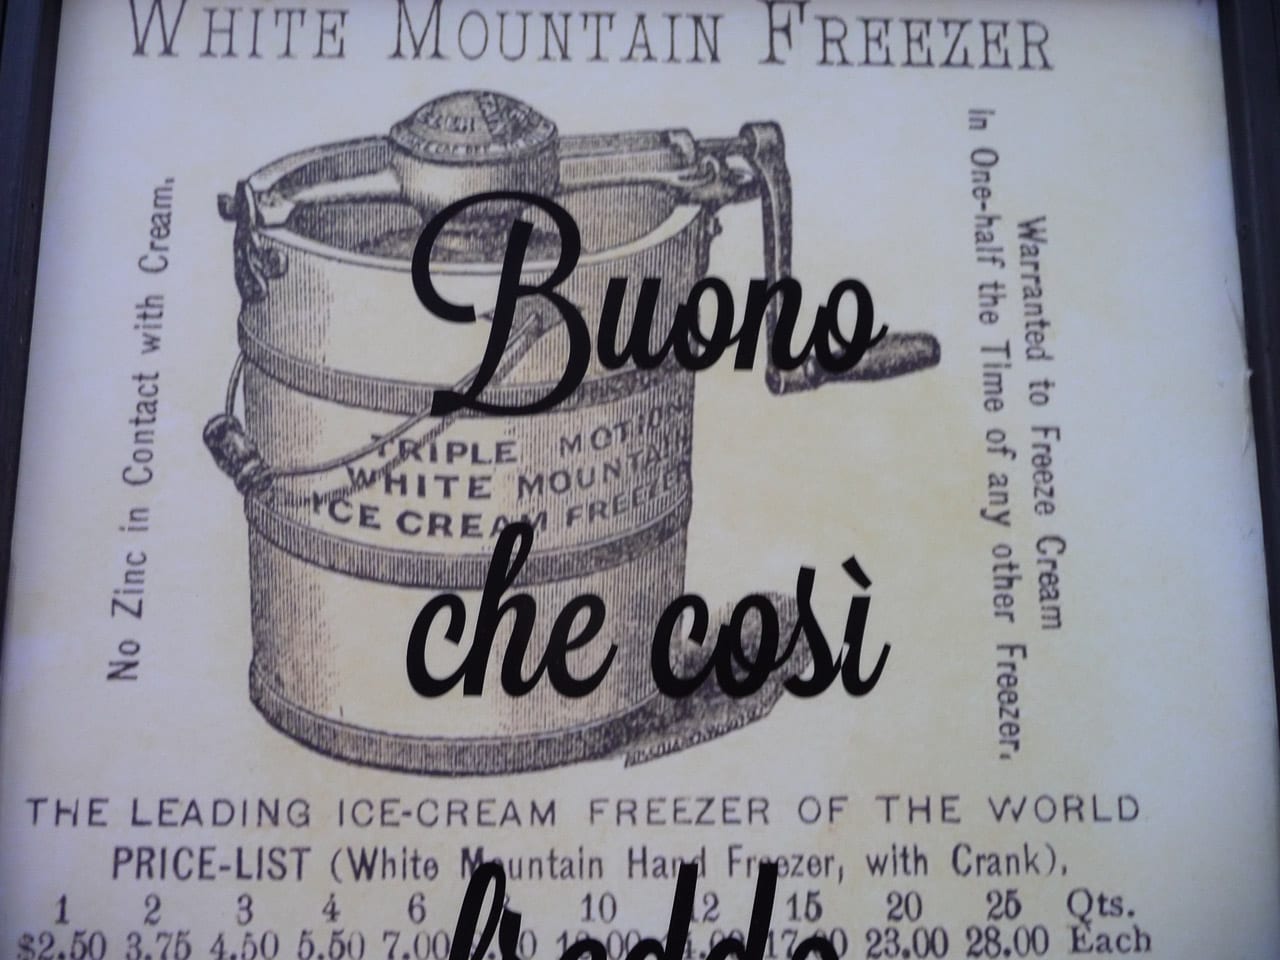 WHITE MOUNTAIN FREEZER
No Zinc in Contact with Cream.
Warranted to Freeze Cream
In One-half the Time of any other Freezer.
Buono
TRIPLE MOTION
WHITE MOUNTAIN
ICE CREAM FREEZER
che così
THE LEADING ICE-CREAM FREEZER OF THE WORLD
PRICE-LIST (White Mountain Hand Freezer, with Crank).
1 2 3 4 6 10 12 15 20 25 Qts.
$2.50 3.75 4.50 5.50 7.00 23.00 28.00 Each
freddo